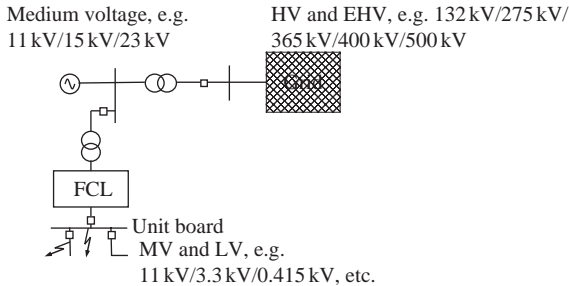 Medium voltage, e.g.
11 kV/15 kV/23 kV
HV and EHV, e.g. 132 kV/275 kV/
365 kV/400 kV/500 kV
Grid
FCL
Unit board
MV and LV, e.g.
11 kV/3.3 kV/0.415 kV, etc.